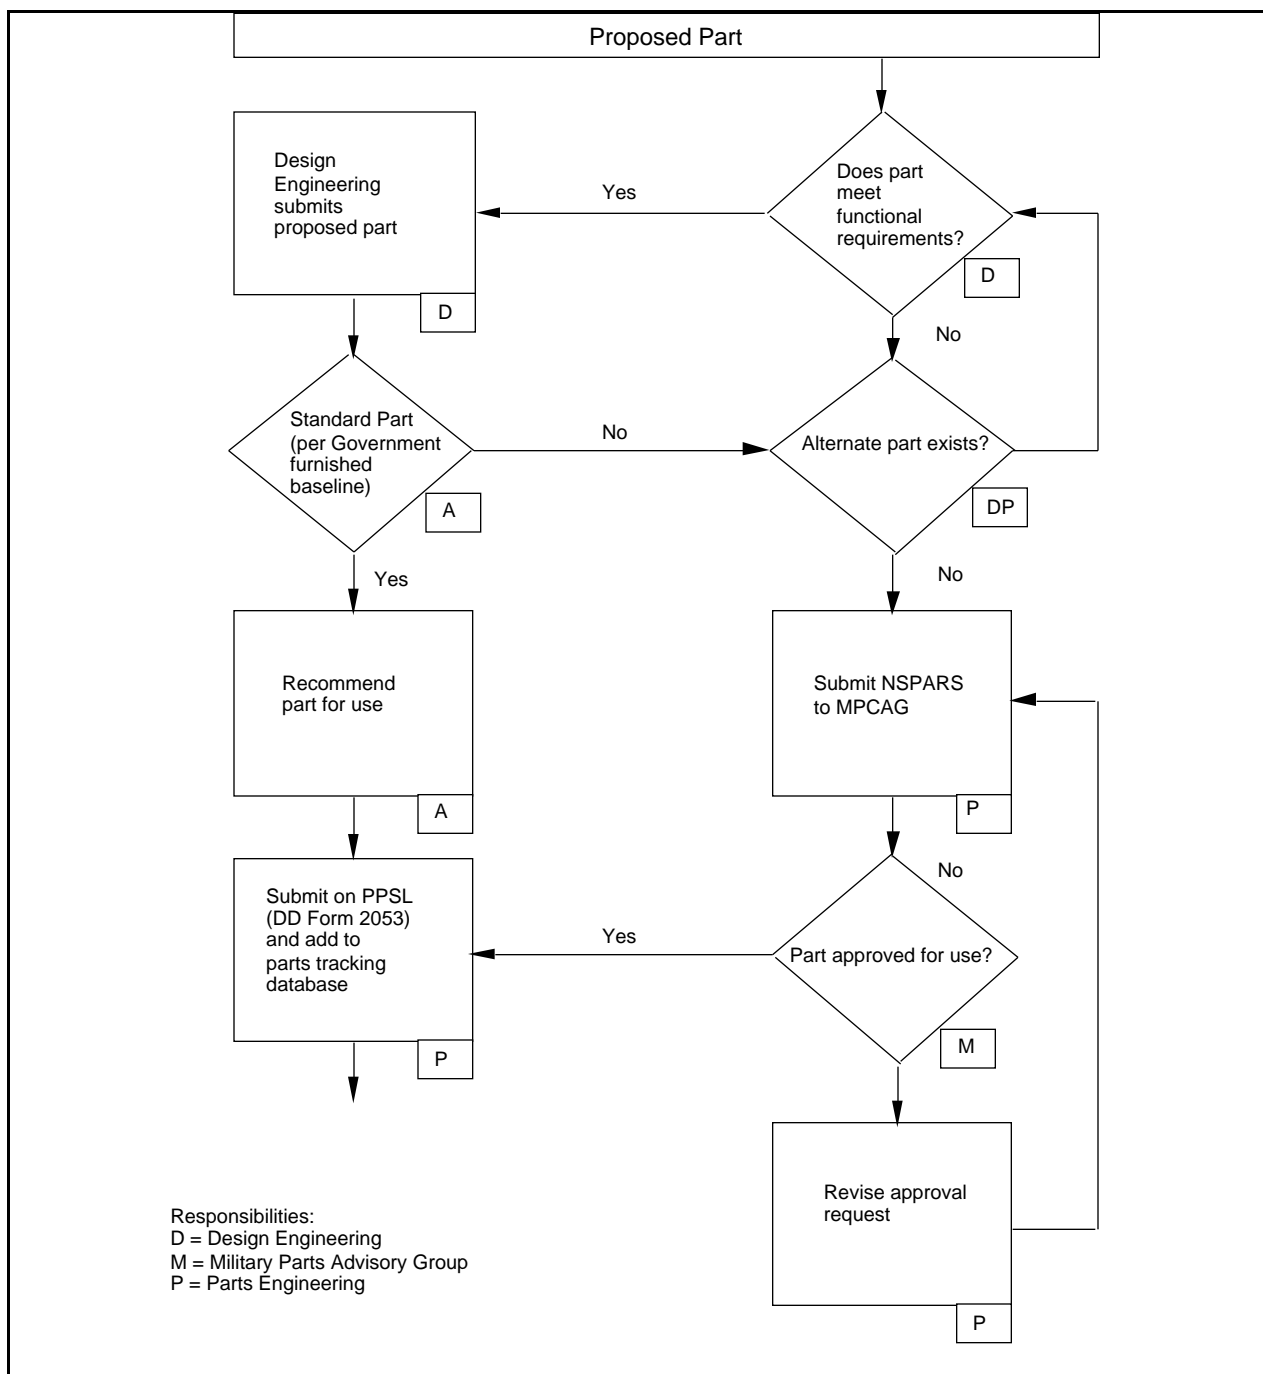 Proposed Part
Design
Engineering
submits
proposed part
D
Yes
Does part
meet
functional
requirements?
D
No
Standard Part
(per Government
furnished
baseline)
A
No
Alternate part exists?
DP
Yes
No
Recommend
part for use
A
Submit NSPARS
to MPCAG
P
No
Submit on PPSL
(DD Form 2053)
and add to
parts tracking
database
P
Yes
Part approved for use?
M
Revise approval
request
P
Responsibilities:
D = Design Engineering
M = Military Parts Advisory Group
P = Parts Engineering